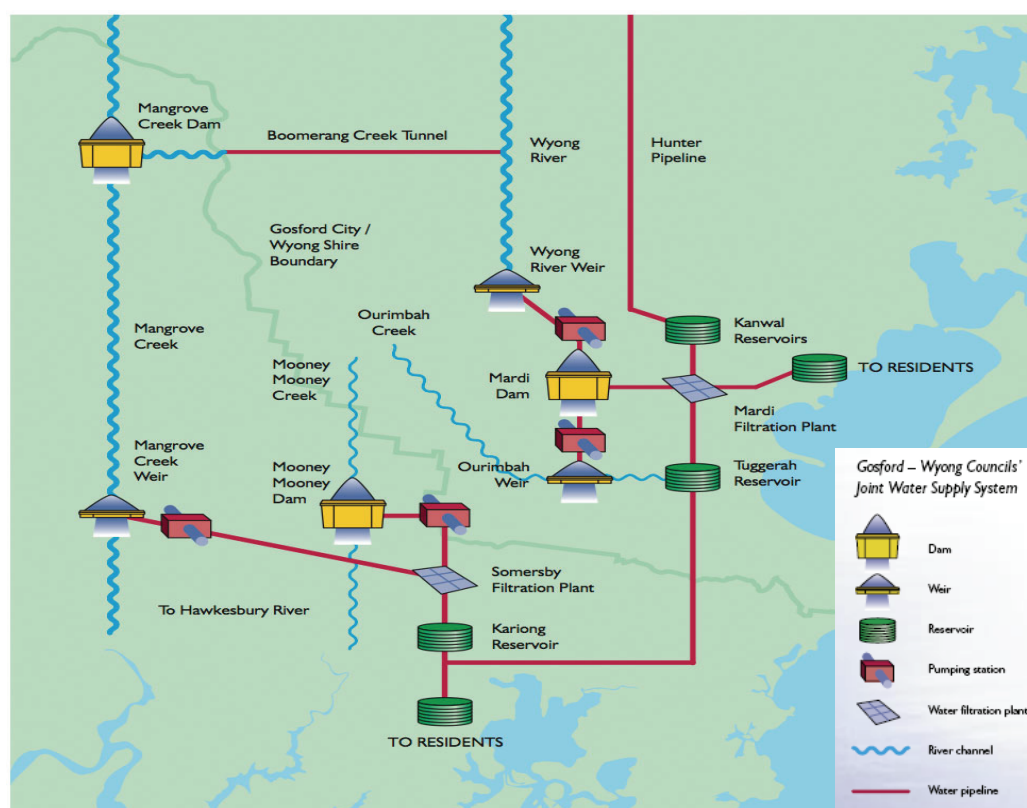 Mangrove
Creek Dam
Boomerang Creek Tunnel
Wyong
River
Hunter
Pipeline
Gosford City /
Wyong Shire
Boundary
Wyong
River Weir
Ourimbah
Creek
Kanwal
Reservoirs
Mangrove
Creek
Mooney
Mooney
Creek
Mardi
Dam
TO RESIDENTS
Mardi
Filtration Plant
Mangrove
Creek
Weir
Mooney
Mooney
Dam
Ourimbah
Weir
Tuggerah
Reservoir
Somersby
Filtration Plant
To Hawkesbury River
Kariong
Reservoir
TO RESIDENTS
Gosford – Wyong Councils'
Joint Water Supply System
Dam
Weir
Reservoir
Pumping station
Water filtration plant
River channel
Water pipeline